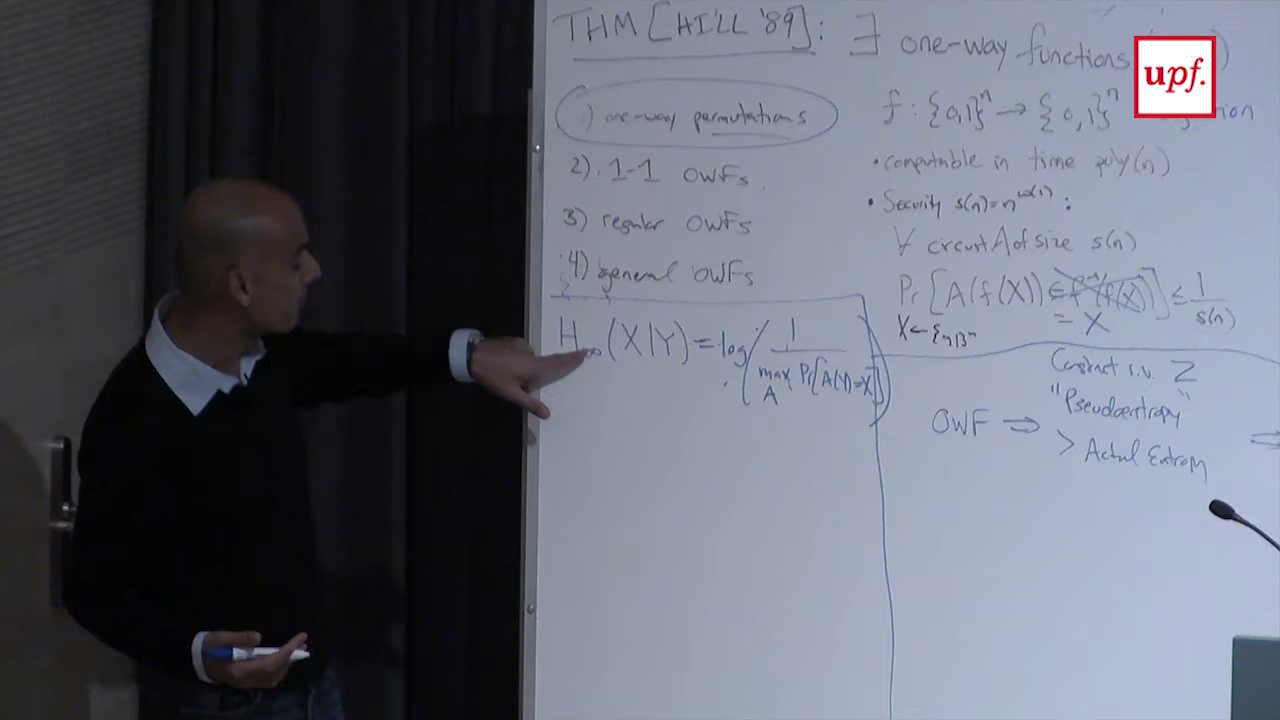 THM [HILL '89]: ∃ one-way functions
1) one-way permutations
2). 1-1 OWFs.
3) regular OWFs
4) general OWFs
H∞(X|Y) = log(1 / max_A Pr[A(Y)=X])
upf.
f: {0,1}^n → {0,1}^n
• Computable in time poly(n)
• Security s(n)=n^ω(1) :
∀ circuit A of size s(n)
Pr [A(f(X)) = X] ≤ 1/s(n)
X ← {0,1}^n
Construct r.v. Z
"Pseudoentropy"
OWF ⇒
> Actual Entropy
⇒